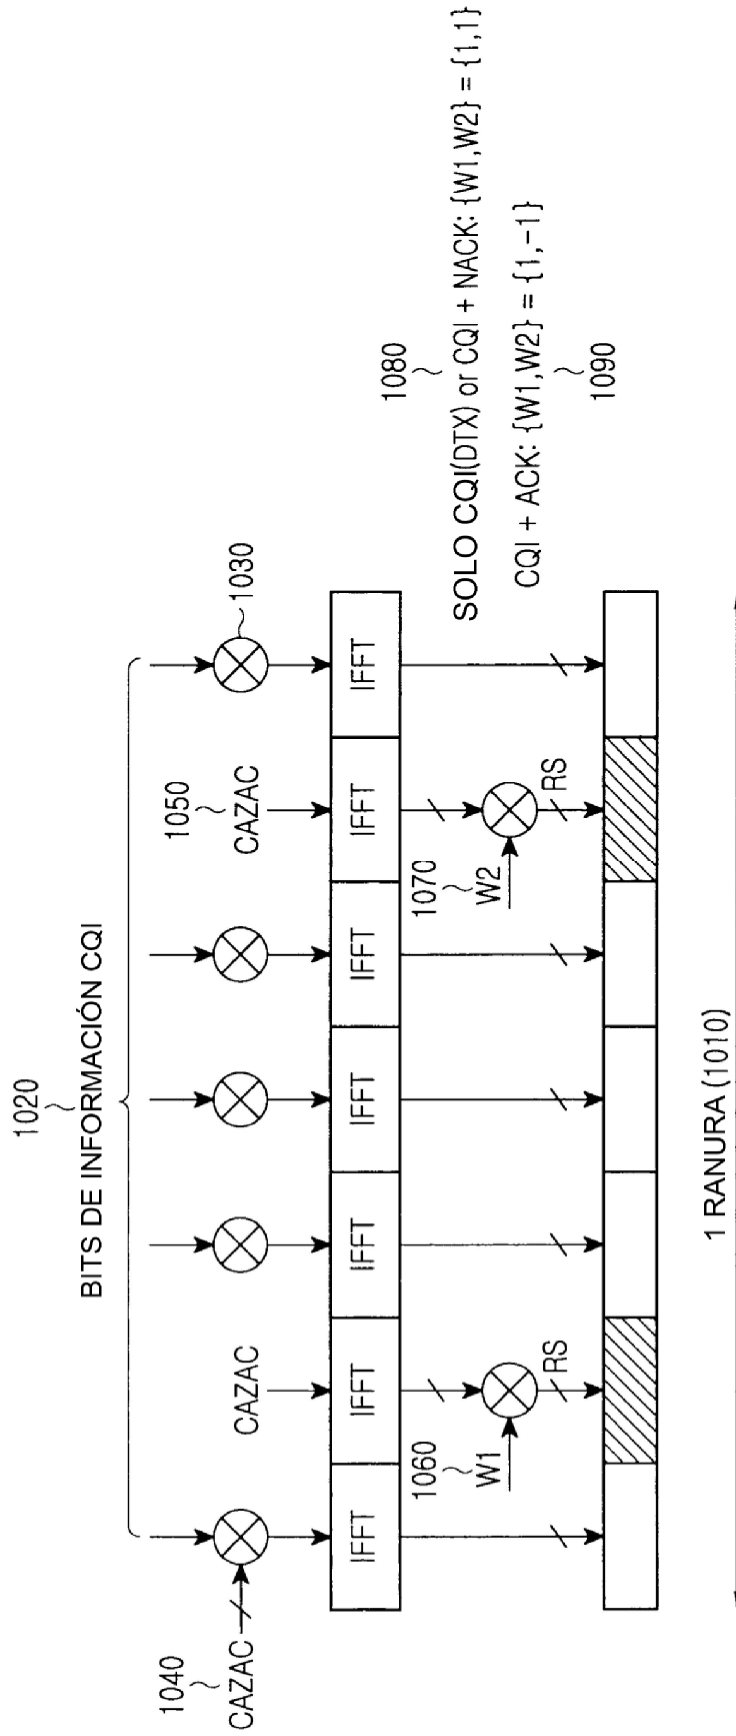 1020
BITS DE INFORMACIÓN CQI
1040
CAZAC
CAZAC
1050
CAZAC
1030
IFFT
IFFT
IFFT
IFFT
IFFT
IFFT
IFFT
1060
W1
RS
1070
W2
RS
1080
SOLO CQI(DTX) or CQI + NACK: {W1,W2} = {1,1}
CQI + ACK: {W1,W2} = {1,-1}
1090
1 RANURA (1010)